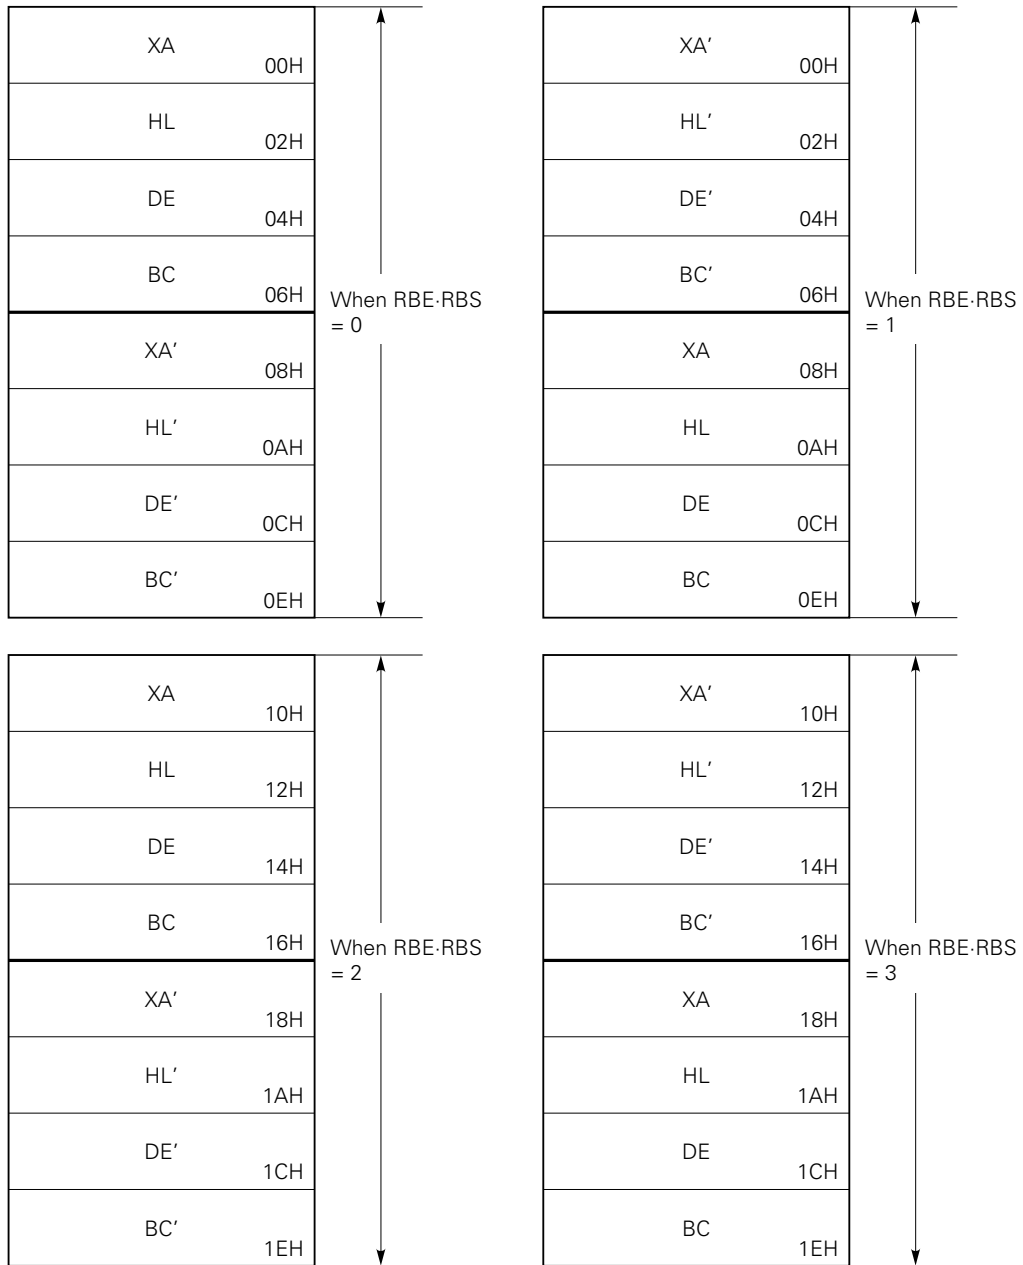 XA
00H
HL
02H
DE
04H
BC
06H
XA′
08H
HL′
0AH
DE′
0CH
BC′
0EH
When RBE·RBS
= 0
XA′
00H
HL′
02H
DE′
04H
BC′
06H
XA
08H
HL
0AH
DE
0CH
BC
0EH
When RBE·RBS
= 1
XA
10H
HL
12H
DE
14H
BC
16H
XA′
18H
HL′
1AH
DE′
1CH
BC′
1EH
When RBE·RBS
= 2
XA′
10H
HL′
12H
DE′
14H
BC′
16H
XA
18H
HL
1AH
DE
1CH
BC
1EH
When RBE·RBS
= 3